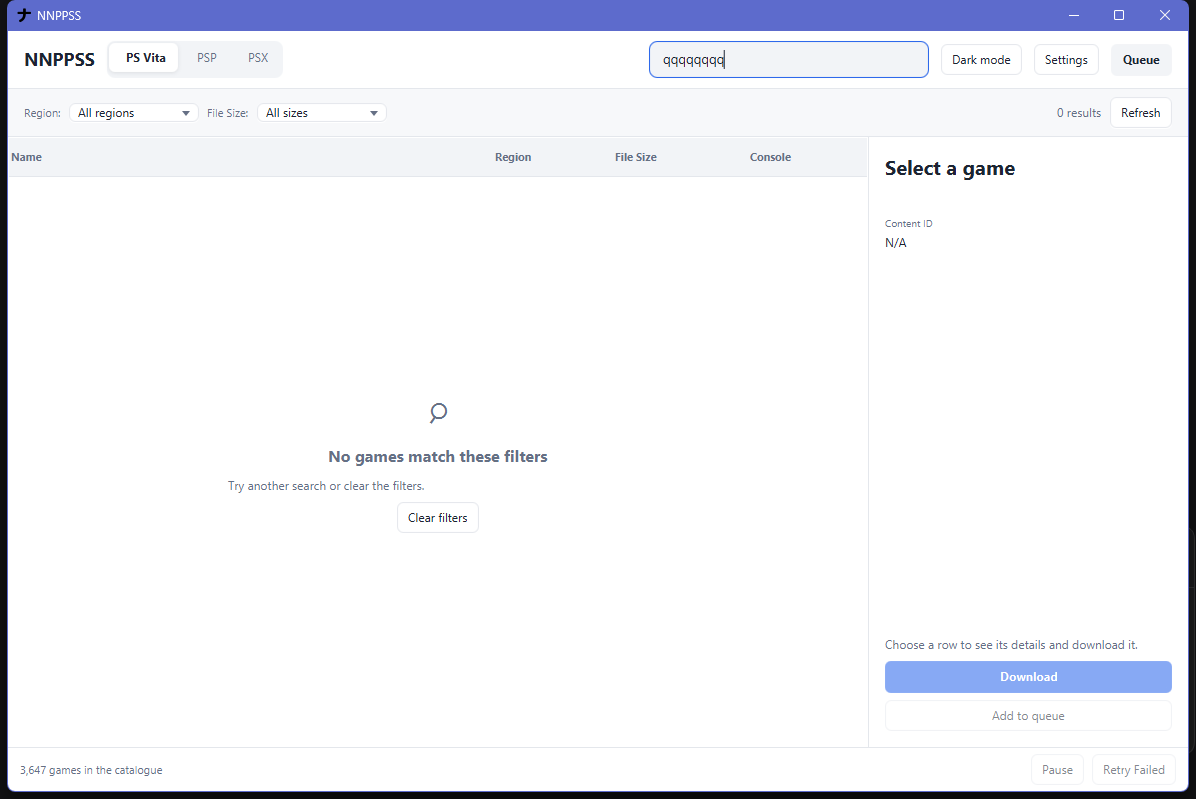 NNPPSS
NNPPSS PS Vita PSP PSX qqqqqqqq Dark mode Settings Queue
Region: All regions File Size: All sizes 0 results Refresh
Name Region File Size Console
Select a game
Content ID
N/A
No games match these filters
Try another search or clear the filters.
Clear filters
Choose a row to see its details and download it.
Download
Add to queue
3,647 games in the catalogue Pause Retry Failed